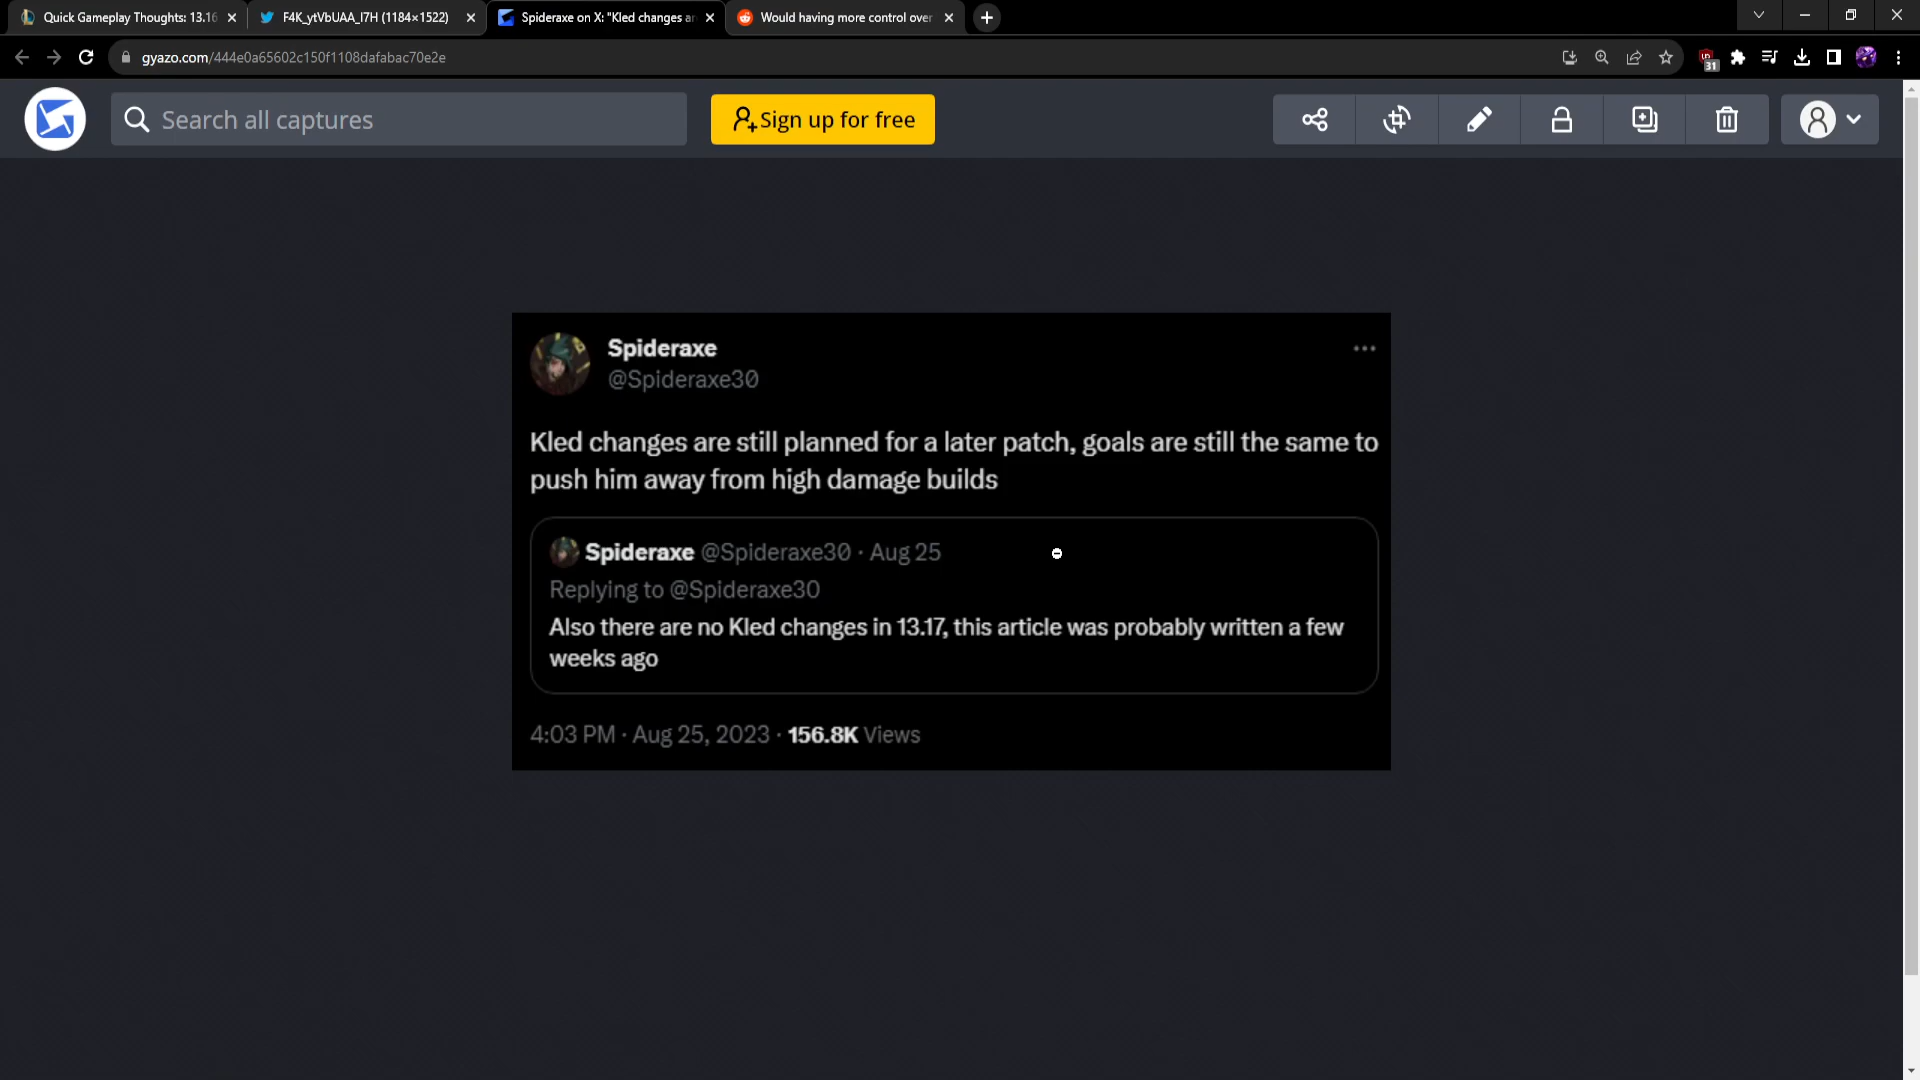 Quick Gameplay Thoughts: 13.16
F4K_ytVbUAA_I7H (1184×1522)
Spideraxe on X: "Kled changes ar
Would having more control over
gyazo.com/444e0a65602c150f1108dafabac70e2e
31
Search all captures
Sign up for free
Spideraxe
@Spideraxe30
Kled changes are still planned for a later patch, goals are still the same to
push him away from high damage builds
Spideraxe @Spideraxe30 · Aug 25
Replying to @Spideraxe30
Also there are no Kled changes in 13.17, this article was probably written a few
weeks ago
4:03 PM · Aug 25, 2023 · 156.8K Views